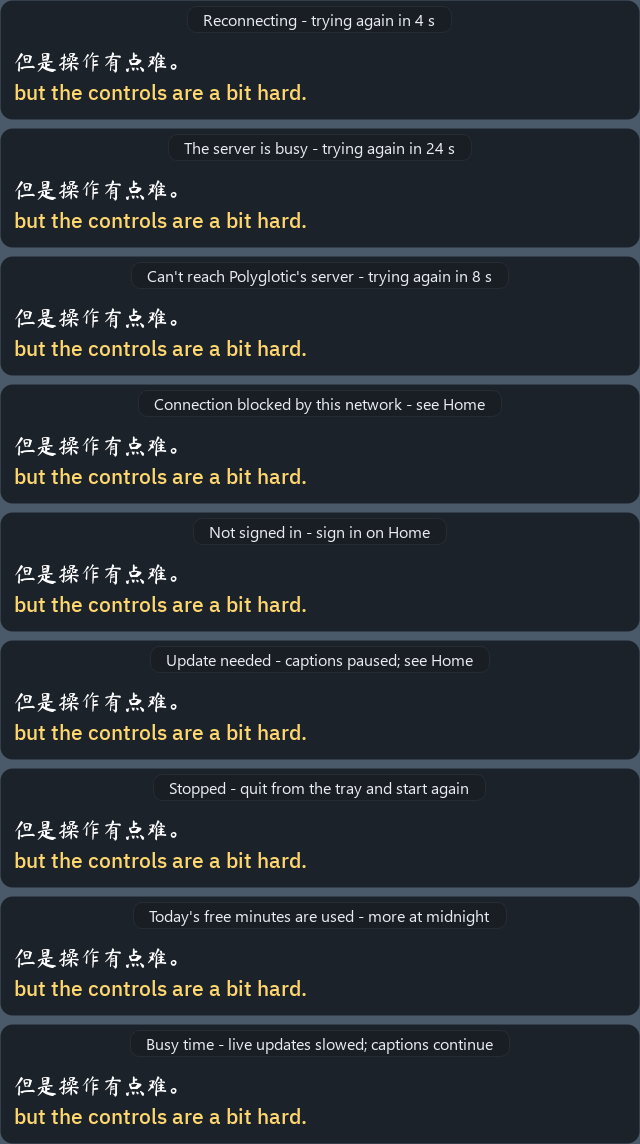 Reconnecting - trying again in 4 s
但是操作有点难。
but the controls are a bit hard.
The server is busy - trying again in 24 s
但是操作有点难。
but the controls are a bit hard.
Can't reach Polyglotic's server - trying again in 8 s
但是操作有点难。
but the controls are a bit hard.
Connection blocked by this network - see Home
但是操作有点难。
but the controls are a bit hard.
Not signed in - sign in on Home
但是操作有点难。
but the controls are a bit hard.
Update needed - captions paused; see Home
但是操作有点难。
but the controls are a bit hard.
Stopped - quit from the tray and start again
但是操作有点难。
but the controls are a bit hard.
Today's free minutes are used - more at midnight
但是操作有点难。
but the controls are a bit hard.
Busy time - live updates slowed; captions continue
但是操作有点难。
but the controls are a bit hard.